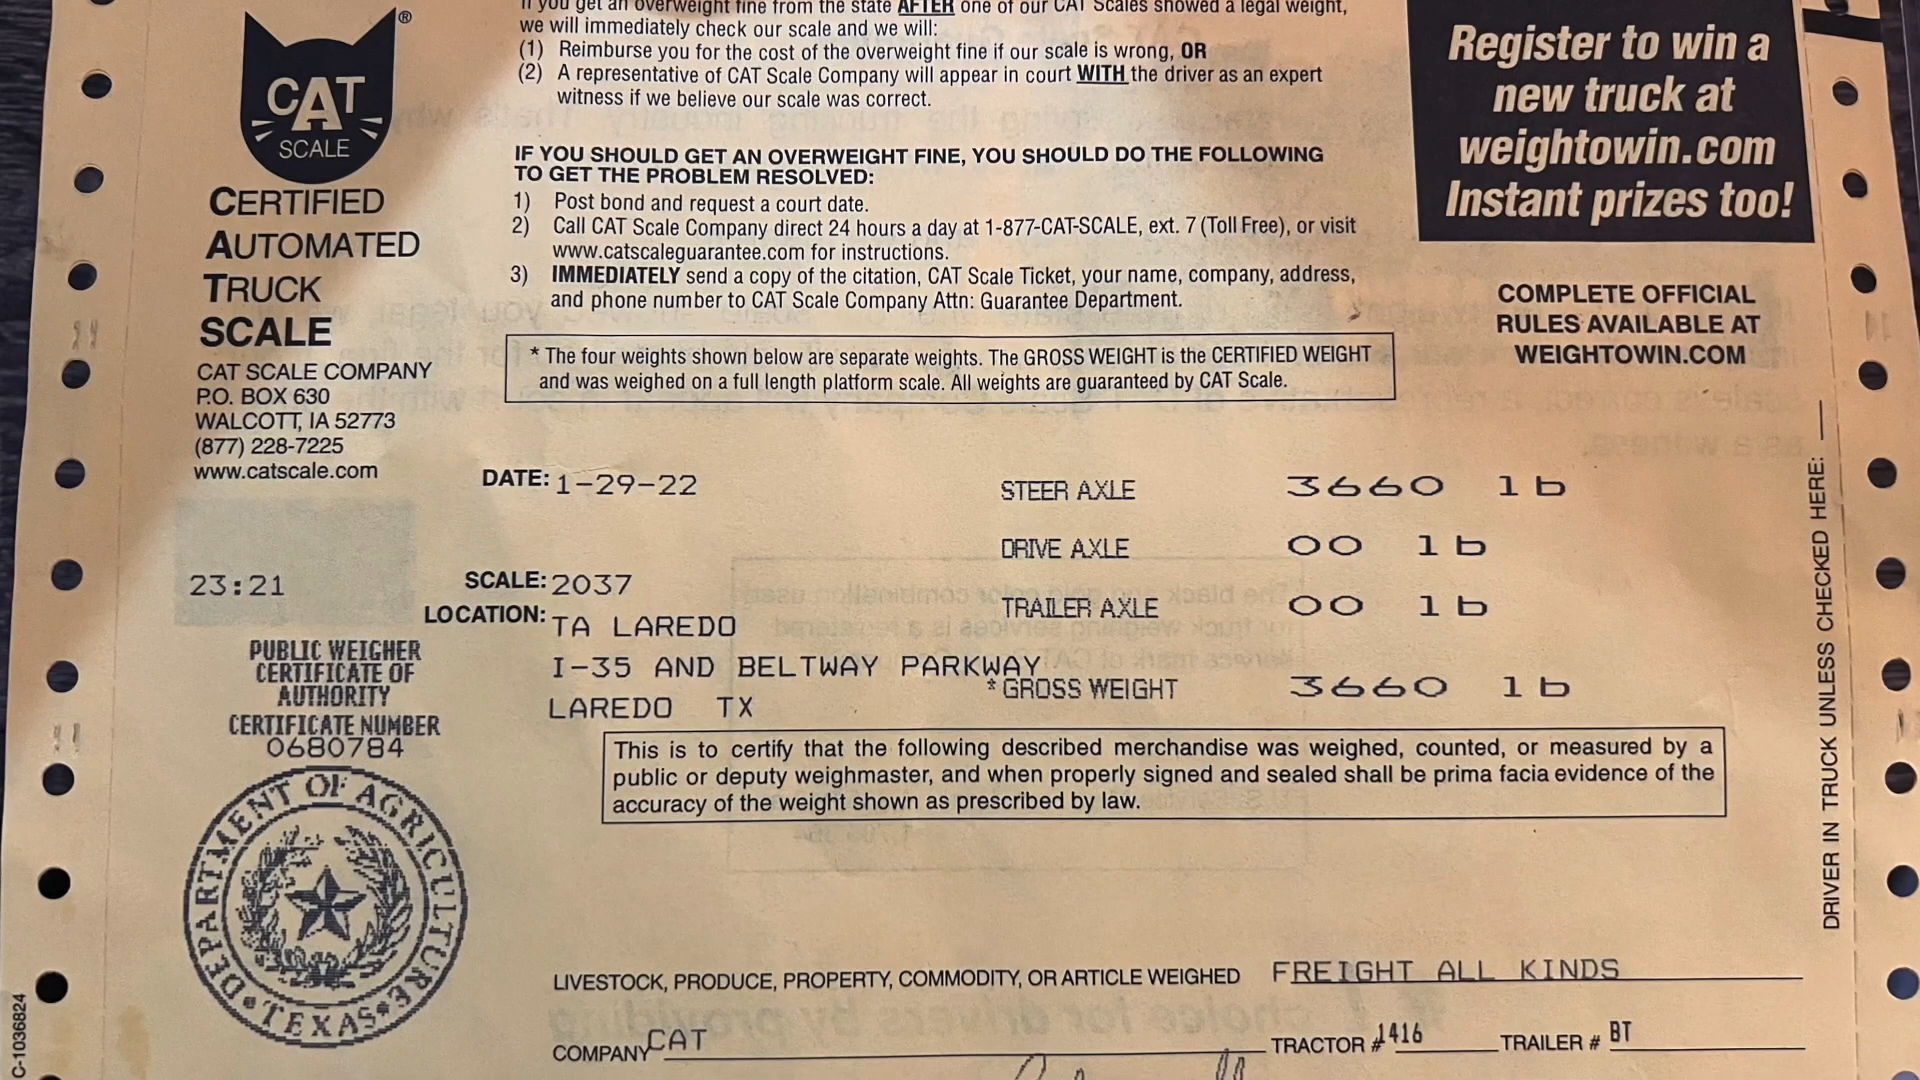 If you get an overweight fine from the state AFTER one of our CAT Scales showed a legal weight,
we will immediately check our scale and we will:
(1) Reimburse you for the cost of the overweight fine if our scale is wrong, OR
(2) A representative of CAT Scale Company will appear in court WITH the driver as an expert
witness if we believe our scale was correct.
IF YOU SHOULD GET AN OVERWEIGHT FINE, YOU SHOULD DO THE FOLLOWING
TO GET THE PROBLEM RESOLVED:
1) Post bond and request a court date.
2) Call CAT Scale Company direct 24 hours a day at 1-877-CAT-SCALE, ext. 7 (Toll Free), or visit
www.catscaleguarantee.com for instructions.
3) IMMEDIATELY send a copy of the citation, CAT Scale Ticket, your name, company, address,
and phone number to CAT Scale Company Attn: Guarantee Department.
* The four weights shown below are separate weights. The GROSS WEIGHT is the CERTIFIED WEIGHT
and was weighed on a full length platform scale. All weights are guaranteed by CAT Scale.
CAT
SCALE
®
CERTIFIED
AUTOMATED
TRUCK
SCALE
CAT SCALE COMPANY
P.O. BOX 630
WALCOTT, IA 52773
(877) 228-7225
www.catscale.com
Register to win a
new truck at
weightowin.com
Instant prizes too!
COMPLETE OFFICIAL
RULES AVAILABLE AT
WEIGHTOWIN.COM
DATE: 1-29-22
STEER AXLE 3660 lb
DRIVE AXLE 00 lb
23:21
SCALE: 2037
TRAILER AXLE 00 lb
LOCATION: TA LAREDO
I-35 AND BELTWAY PARKWAY
* GROSS WEIGHT 3660 lb
LAREDO TX
PUBLIC WEIGHER
CERTIFICATE OF
AUTHORITY
CERTIFICATE NUMBER
0680784
This is to certify that the following described merchandise was weighed, counted, or measured by a
public or deputy weighmaster, and when properly signed and sealed shall be prima facia evidence of the
accuracy of the weight shown as prescribed by law.
DEPARTMENT OF AGRICULTURE
TEXAS
LIVESTOCK, PRODUCE, PROPERTY, COMMODITY, OR ARTICLE WEIGHED FREIGHT ALL KINDS
COMPANY CAT TRACTOR # 1416 TRAILER # BT
DRIVER IN TRUCK UNLESS CHECKED HERE:
C-1036824